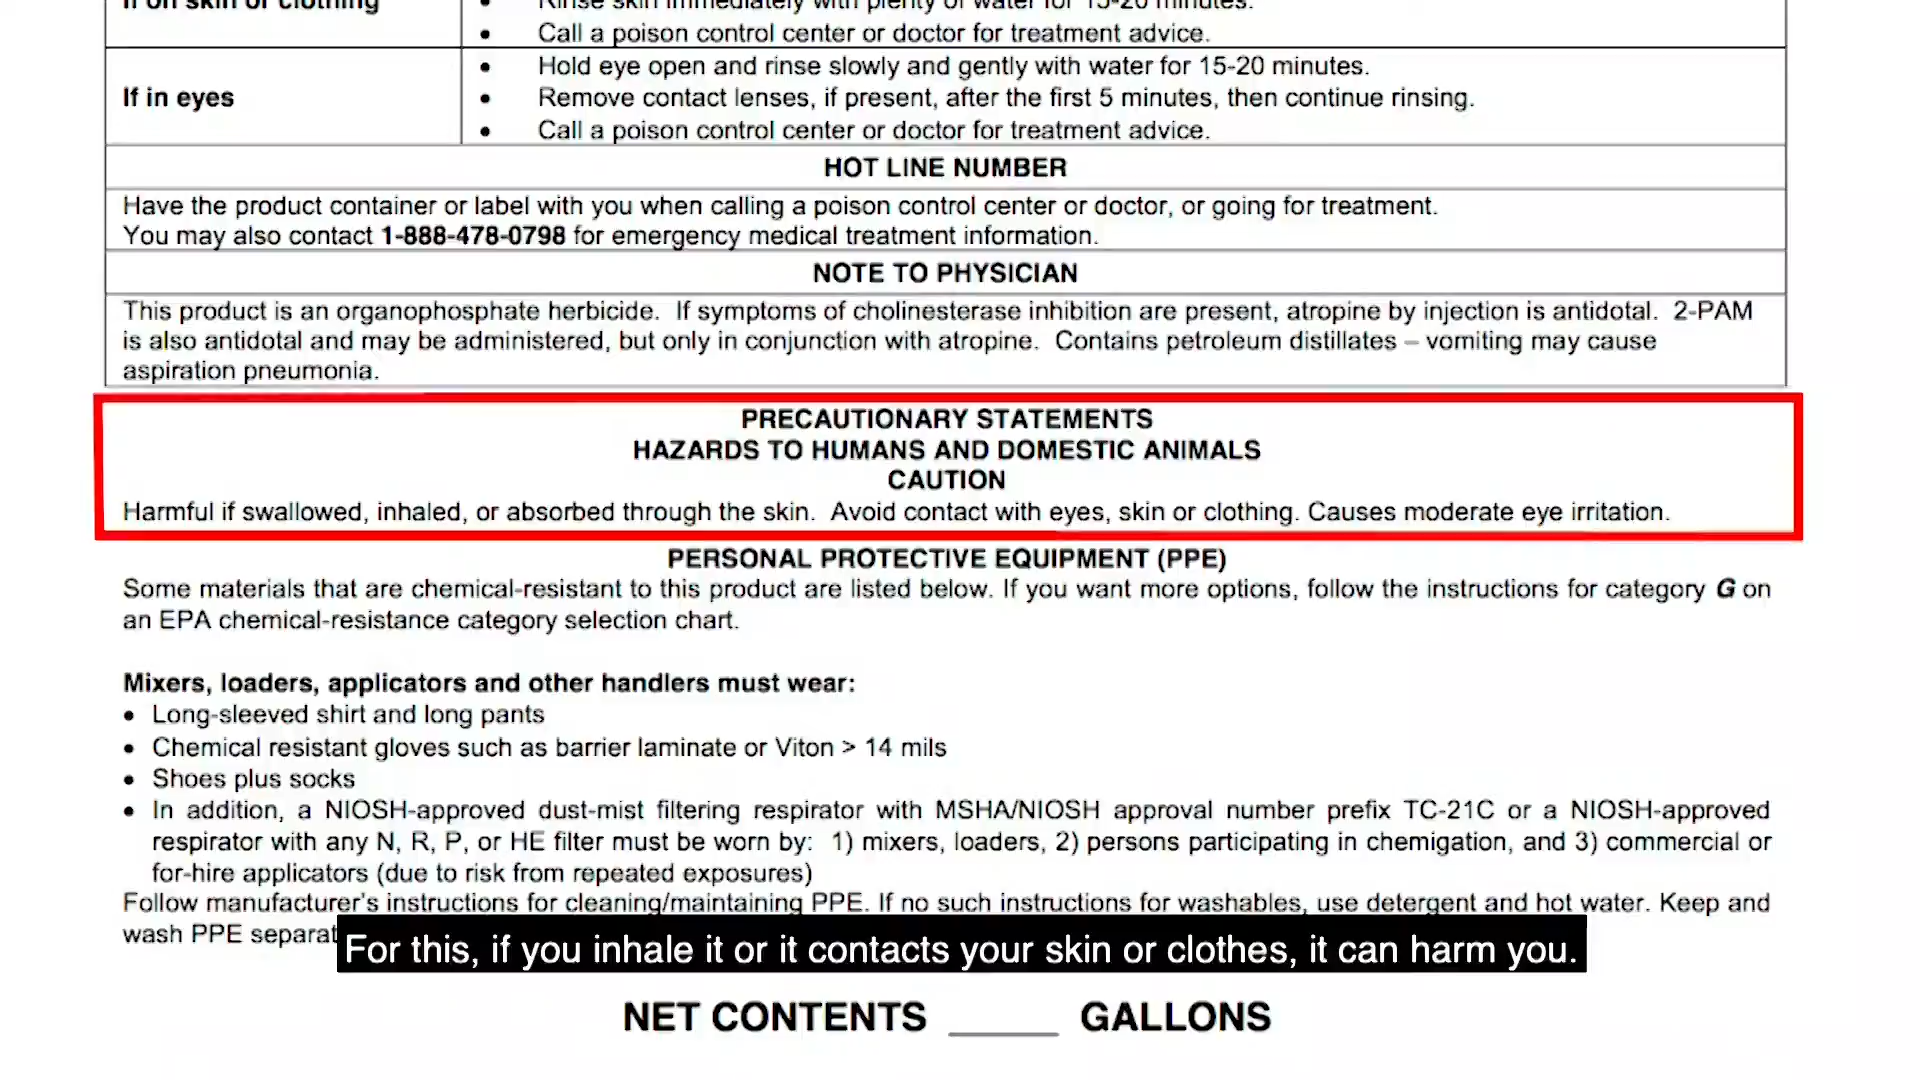 If on skin or clothing
• Rinse skin immediately with plenty of water for 15-20 minutes.
• Call a poison control center or doctor for treatment advice.
If in eyes
• Hold eye open and rinse slowly and gently with water for 15-20 minutes.
• Remove contact lenses, if present, after the first 5 minutes, then continue rinsing.
• Call a poison control center or doctor for treatment advice.
HOT LINE NUMBER
Have the product container or label with you when calling a poison control center or doctor, or going for treatment.
You may also contact 1-888-478-0798 for emergency medical treatment information.
NOTE TO PHYSICIAN
This product is an organophosphate herbicide. If symptoms of cholinesterase inhibition are present, atropine by injection is antidotal. 2-PAM
is also antidotal and may be administered, but only in conjunction with atropine. Contains petroleum distillates – vomiting may cause
aspiration pneumonia.
PRECAUTIONARY STATEMENTS
HAZARDS TO HUMANS AND DOMESTIC ANIMALS
CAUTION
Harmful if swallowed, inhaled, or absorbed through the skin. Avoid contact with eyes, skin or clothing. Causes moderate eye irritation.
PERSONAL PROTECTIVE EQUIPMENT (PPE)
Some materials that are chemical-resistant to this product are listed below. If you want more options, follow the instructions for category G on
an EPA chemical-resistance category selection chart.
Mixers, loaders, applicators and other handlers must wear:
• Long-sleeved shirt and long pants
• Chemical resistant gloves such as barrier laminate or Viton > 14 mils
• Shoes plus socks
• In addition, a NIOSH-approved dust-mist filtering respirator with MSHA/NIOSH approval number prefix TC-21C or a NIOSH-approved
respirator with any N, R, P, or HE filter must be worn by: 1) mixers, loaders, 2) persons participating in chemigation, and 3) commercial or
for-hire applicators (due to risk from repeated exposures)
Follow manufacturer's instructions for cleaning/maintaining PPE. If no such instructions for washables, use detergent and hot water. Keep and
wash PPE separat
For this, if you inhale it or it contacts your skin or clothes, it can harm you.
NET CONTENTS _____ GALLONS